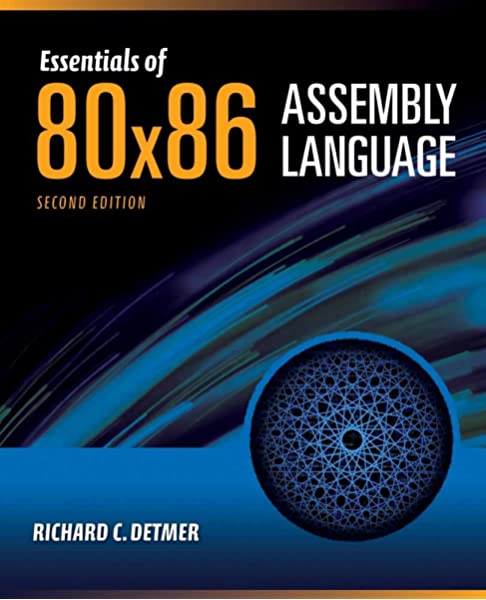 Essentials of
80x86
ASSEMBLY
LANGUAGE
SECOND EDITION
RICHARD C. DETMER